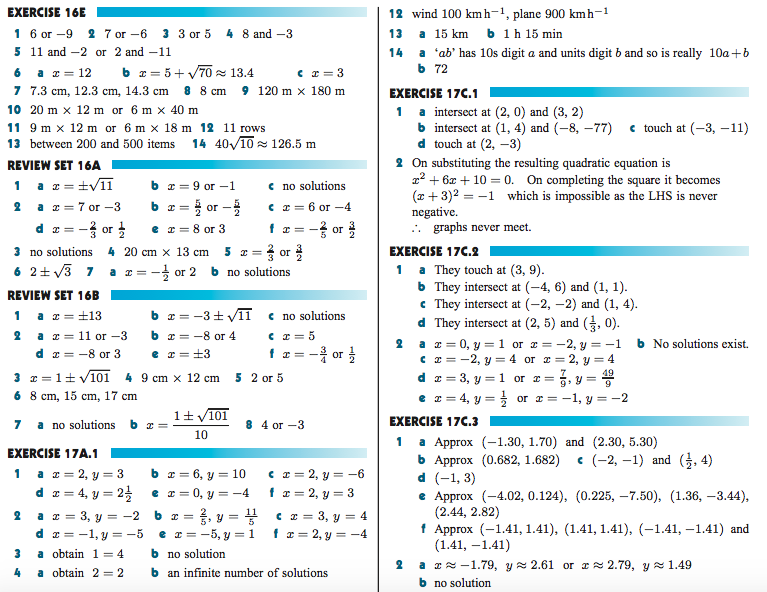 EXERCISE 16E
1 6 or −9 2 7 or −6 3 3 or 5 4 8 and −3
5 11 and −2 or 2 and −11
6 a x = 12 b x = 5 + √70 ≈ 13.4 c x = 3
7 7.3 cm, 12.3 cm, 14.3 cm 8 8 cm 9 120 m × 180 m
10 20 m × 12 m or 6 m × 40 m
11 9 m × 12 m or 6 m × 18 m 12 11 rows
13 between 200 and 500 items 14 40√10 ≈ 126.5 m
REVIEW SET 16A
1 a x = ±√11 b x = 9 or −1 c no solutions
2 a x = 7 or −3 b x = 5/2 or −5/2 c x = 6 or −4
d x = −2/3 or 1/2 e x = 8 or 3 f x = −2/5 or 3/2
3 no solutions 4 20 cm × 13 cm 5 x = 2/3 or 3/2
6 2 ± √3 7 a x = −1/2 or 2 b no solutions
REVIEW SET 16B
1 a x = ±13 b x = −3 ± √11 c no solutions
2 a x = 11 or −3 b x = −8 or 4 c x = 5
d x = −8 or 3 e x = ±3 f x = −3/4 or 1/2
3 x = 1 ± √101 4 9 cm × 12 cm 5 2 or 5
6 8 cm, 15 cm, 17 cm
7 a no solutions b x = (1 ± √101)/10 8 4 or −3
EXERCISE 17A.1
1 a x = 2, y = 3 b x = 6, y = 10 c x = 2, y = −6
d x = 4, y = 2 1/2 e x = 0, y = −4 f x = 2, y = 3
2 a x = 3, y = −2 b x = 2/5, y = 11/5 c x = 3, y = 4
d x = −1, y = −5 e x = −5, y = 1 f x = 2, y = −4
3 a obtain 1 = 4 b no solution
4 a obtain 2 = 2 b an infinite number of solutions
12 wind 100 km h⁻¹, plane 900 km h⁻¹
13 a 15 km b 1 h 15 min
14 a ‘ab’ has 10s digit a and units digit b and so is really 10a + b
b 72
EXERCISE 17C.1
1 a intersect at (2, 0) and (3, 2)
b intersect at (1, 4) and (−8, −77) c touch at (−3, −11)
d touch at (2, −3)
2 On substituting the resulting quadratic equation is
x² + 6x + 10 = 0. On completing the square it becomes
(x + 3)² = −1 which is impossible as the LHS is never
negative.
∴ graphs never meet.
EXERCISE 17C.2
1 a They touch at (3, 9).
b They intersect at (−4, 6) and (1, 1).
c They intersect at (−2, −2) and (1, 4).
d They intersect at (2, 5) and (1/3, 0).
2 a x = 0, y = 1 or x = −2, y = −1 b No solutions exist.
c x = −2, y = 4 or x = 2, y = 4
d x = 3, y = 1 or x = 7/9, y = 49/9
e x = 4, y = 1/2 or x = −1, y = −2
EXERCISE 17C.3
1 a Approx (−1.30, 1.70) and (2.30, 5.30)
b Approx (0.682, 1.682) c (−2, −1) and (1/2, 4)
d (−1, 3)
e Approx (−4.02, 0.124), (0.225, −7.50), (1.36, −3.44),
(2.44, 2.82)
f Approx (−1.41, 1.41), (1.41, 1.41), (−1.41, −1.41) and
(1.41, −1.41)
2 a x ≈ −1.79, y ≈ 2.61 or x ≈ 2.79, y ≈ 1.49
b no solution